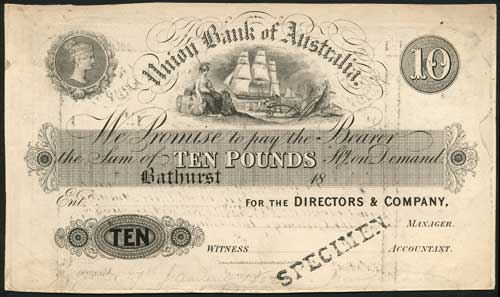 Union Bank of Australia.
10
We Promise to pay the Bearer
the Sum of TEN POUNDS Stg. on Demand.
Bathurst 18
Ent.
FOR THE DIRECTORS & COMPANY,
MANAGER.
TEN
WITNESS
ACCOUNTANT.
SPECIMEN